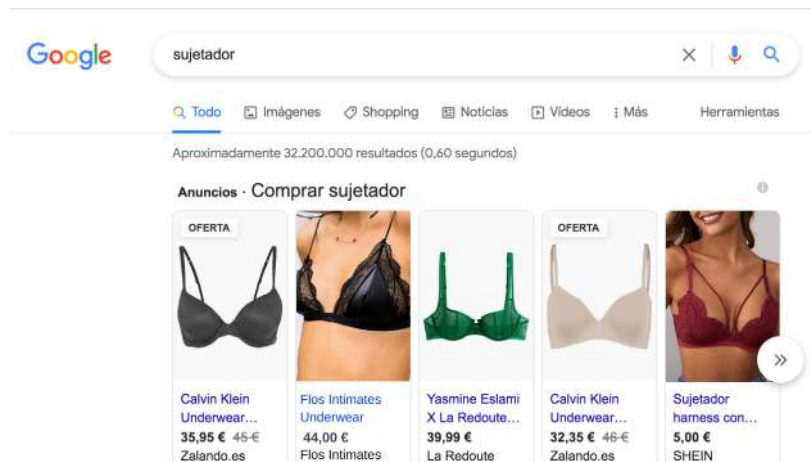 Google
sujetador
Todo Imágenes Shopping Noticias Vídeos Más Herramientas
Aproximadamente 32.200.000 resultados (0,60 segundos)
Anuncios · Comprar sujetador
OFERTA OFERTA
Calvin Klein Flos Intimates Yasmine Eslami Calvin Klein Sujetador
Underwear... Underwear X La Redoute... Underwear... harness con...
35,95 € 45 € 44,00 € 39,99 € 32,35 € 46 € 5,00 €
Zalando.es Flos Intimates La Redoute Zalando.es SHEIN